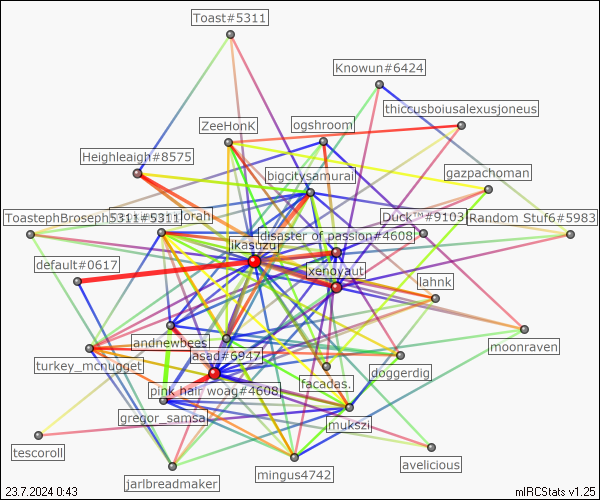 Toast#5311
Knowun#6424
thiccusboiusalexusjoneus
ZeeHonK
ogshroom
Heighleaigh#8575
bigcitysamurai
gazpachoman
ToastephBroseph5311#5311
Jorah
Duck™#9103
Random Stuf6#5983
disaster of passion#4608
ikasuzu
default#0617
xenoyaut
lahnk
andnewbees
moonraven
asad#6947
turkey_mcnugget
doggerdig
facadas.
pink hair woag#4608
gregor_samsa
mukszi
tescoroll
avelicious
mingus4742
jarlbreadmaker
23.7.2024 0:43
mIRCStats v1.25